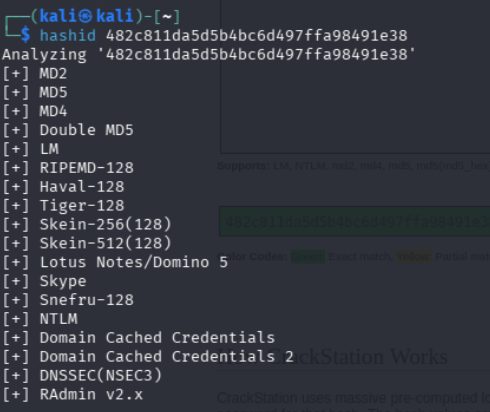 ┌──(kali㉿kali)-[~]
└─$ hashid 482c811da5d5b4bc6d497ffa98491e38
Analyzing '482c811da5d5b4bc6d497ffa98491e38'
[+] MD2
[+] MD5
[+] MD4
[+] Double MD5
[+] LM
Supports: LM, NTLM, md2, md4, md5, md5(md5_hex
[+] RIPEMD-128
[+] Haval-128
[+] Tiger-128
[+] Skein-256(128)
482c811da5d5b4bc6d497ffa98491e3
[+] Skein-512(128)
[+] Lotus Notes/Domino 5
Color Codes: Green Exact match, Yellow: Partial mat
[+] Skype
[+] Snefru-128
[+] NTLM
[+] Domain Cached Credentials
[+] Domain Cached Credentials 2
CrackStation Works
[+] DNSSEC(NSEC3)
[+] RAdmin v2.x
CrackStation uses massive pre-computed lo